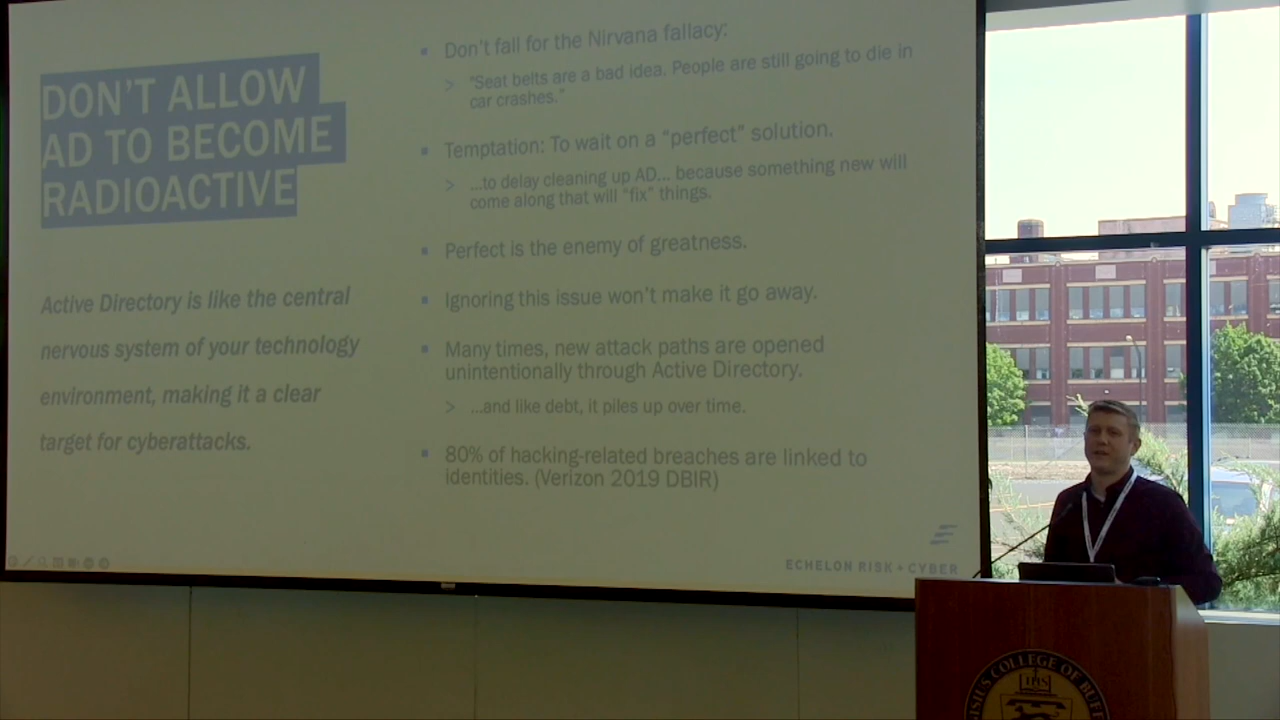 DON'T ALLOW
AD TO BECOME
RADIOACTIVE
Active Directory is like the central
nervous system of your technology
environment, making it a clear
target for cyberattacks.
Don't fall for the Nirvana fallacy:
> "Seat belts are a bad idea. People are still going to die in
car crashes."
Temptation: To wait on a "perfect" solution.
> ...to delay cleaning up AD... because something new will
come along that will "fix" things.
Perfect is the enemy of greatness.
Ignoring this issue won't make it go away.
Many times, new attack paths are opened
unintentionally through Active Directory.
> ...and like debt, it piles up over time.
80% of hacking-related breaches are linked to
identities. (Verizon 2019 DBIR)
ECHELON RISK + CYBER
COLLEGE OF
IHS